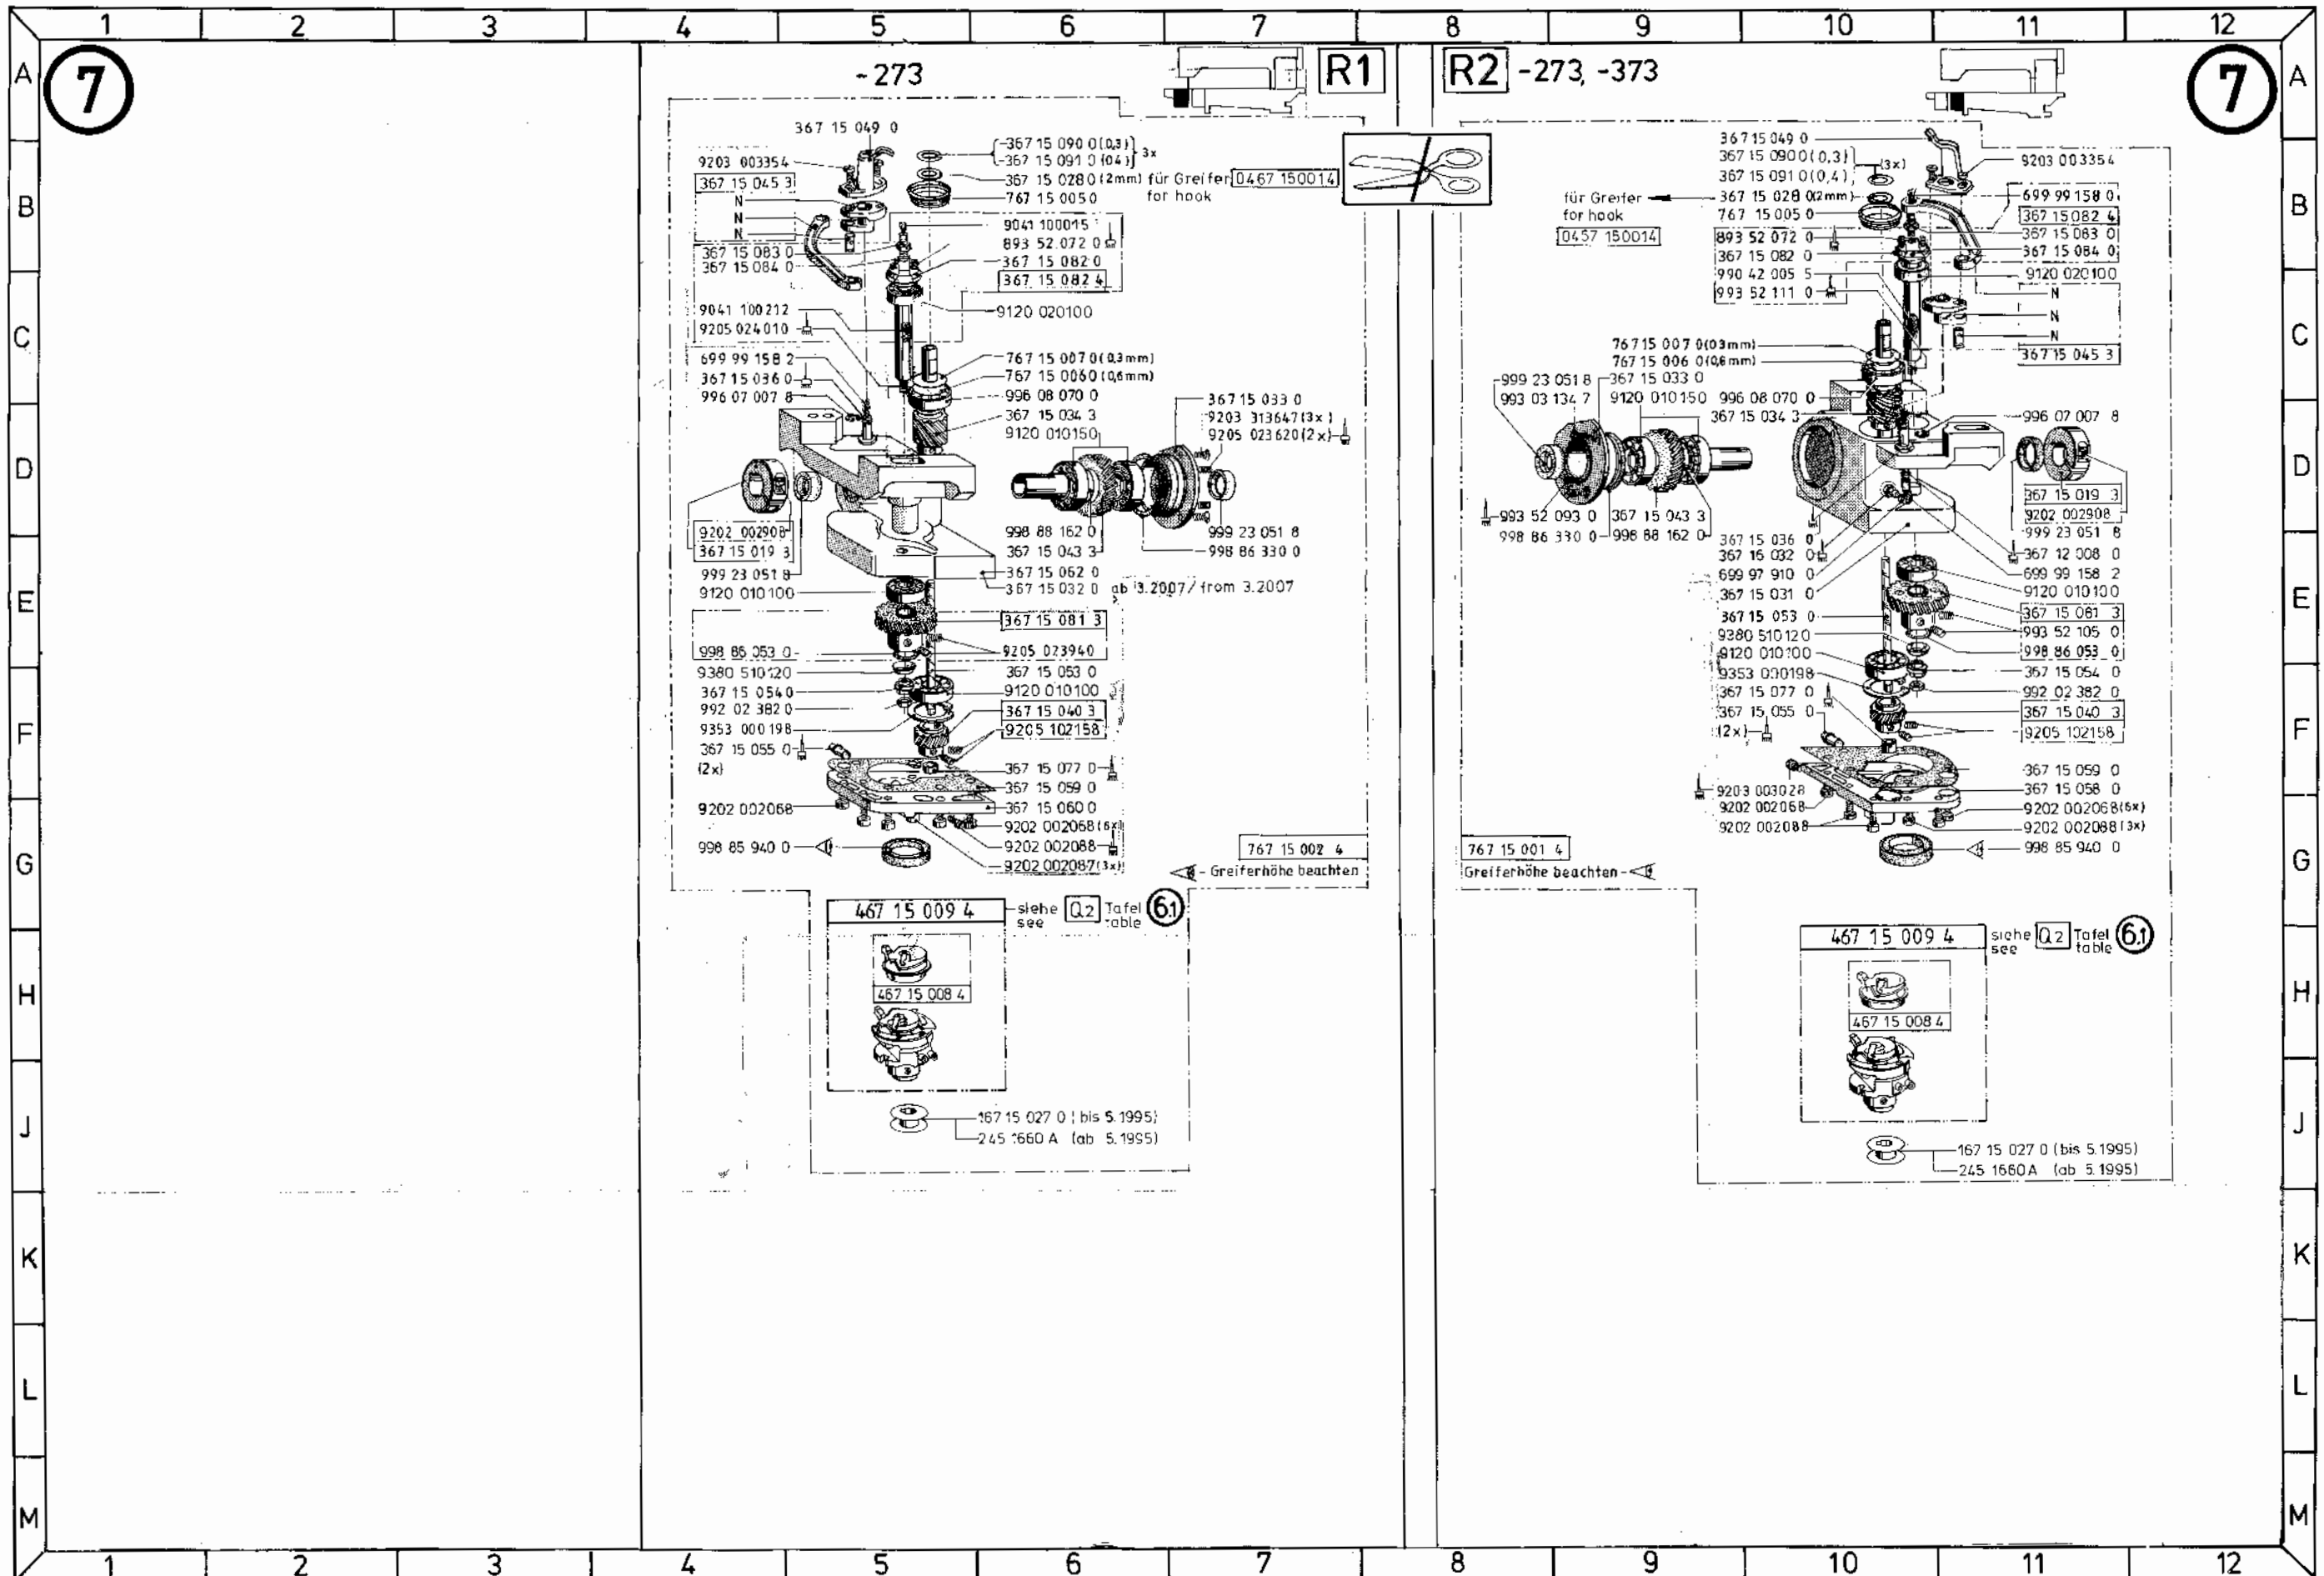 1 2 3 4 5 6 7 8 9 10 11 12
A B C D E F G H J K L M
7
-273
R1
367 15 049 0
9203 003354
367 15 045 3
N
N
N
367 15 083 0
367 15 084 0
9041 100212
9205 024010
699 99 158 2
367 15 036 0
996 07 007 8
9202 002908
367 15 019 3
999 23 051 8
9120 010100
998 86 053 0
9380 510120
367 15 054 0
992 02 382 0
9353 000198
367 15 055 0
(2x)
9202 002068
998 85 940 0
367 15 090 0 (0,3)
367 15 091 0 (0,4)
3x
367 15 028 0 (2mm) für Greifer 0467 150014
for hook
767 15 005 0
9041 100015
893 52 072 0
367 15 082 0
367 15 082 4
9120 020100
767 15 007 0 (0,3mm)
767 15 006 0 (0,6mm)
996 08 070 0
367 15 034 3
9120 010150
367 15 033 0
9203 313647 (3x)
9205 023620 (2x)
998 88 162 0
367 15 043 3
999 23 051 8
998 86 330 0
367 15 062 0
367 15 032 0 ab 3.2007 / from 3.2007
367 15 081 3
9205 023940
367 15 053 0
9120 010100
367 15 040 3
9205 102158
367 15 077 0
367 15 059 0
367 15 060 0
9202 002068 (6x)
9202 002088
9202 002087 (3x)
767 15 002 4
- Greiferhöhe beachten
467 15 009 4
siehe Q2 Tafel 6.1
see table
467 15 008 4
167 15 027 0 (bis 5.1995)
245 1660 A (ab 5.1995)
R2 -273, -373
7
367 15 049 0
367 15 090 0 (0,3)
367 15 091 0 (0,4)
(3x)
für Greifer
for hook
0457 150014
367 15 028 0 (2mm)
767 15 005 0
893 52 072 0
367 15 082 0
990 42 005 5
993 52 111 0
9203 003354
699 99 158 0
367 15 082 4
367 15 083 0
367 15 084 0
9120 020100
N
N
N
367 15 045 3
767 15 007 0 (0,3mm)
767 15 006 0 (0,6mm)
999 23 051 8
367 15 033 0
993 03 134 7
9120 010150
996 08 070 0
367 15 034 3
996 07 007 8
993 52 093 0
367 15 043 3
998 86 330 0
998 88 162 0
367 15 019 3
9202 002908
999 23 051 8
367 15 036 0
367 15 032 0
699 97 910 0
367 15 031 0
367 15 053 0
9380 510120
9120 010100
9353 000198
367 15 077 0
367 15 055 0
(2x)
367 12 008 0
699 99 158 2
9120 010100
367 15 081 3
993 52 105 0
998 86 053 0
367 15 054 0
992 02 382 0
367 15 040 3
9205 102158
367 15 059 0
367 15 058 0
9203 003028
9202 002068
9202 002088
9202 002068 (6x)
9202 002088 (3x)
998 85 940 0
767 15 001 4
Greiferhöhe beachten -
467 15 009 4
siehe Q2 Tafel 6.1
see table
467 15 008 4
167 15 027 0 (bis 5.1995)
245 1660 A (ab 5.1995)
A B C D E F G H J K L M
1 2 3 4 5 6 7 8 9 10 11 12